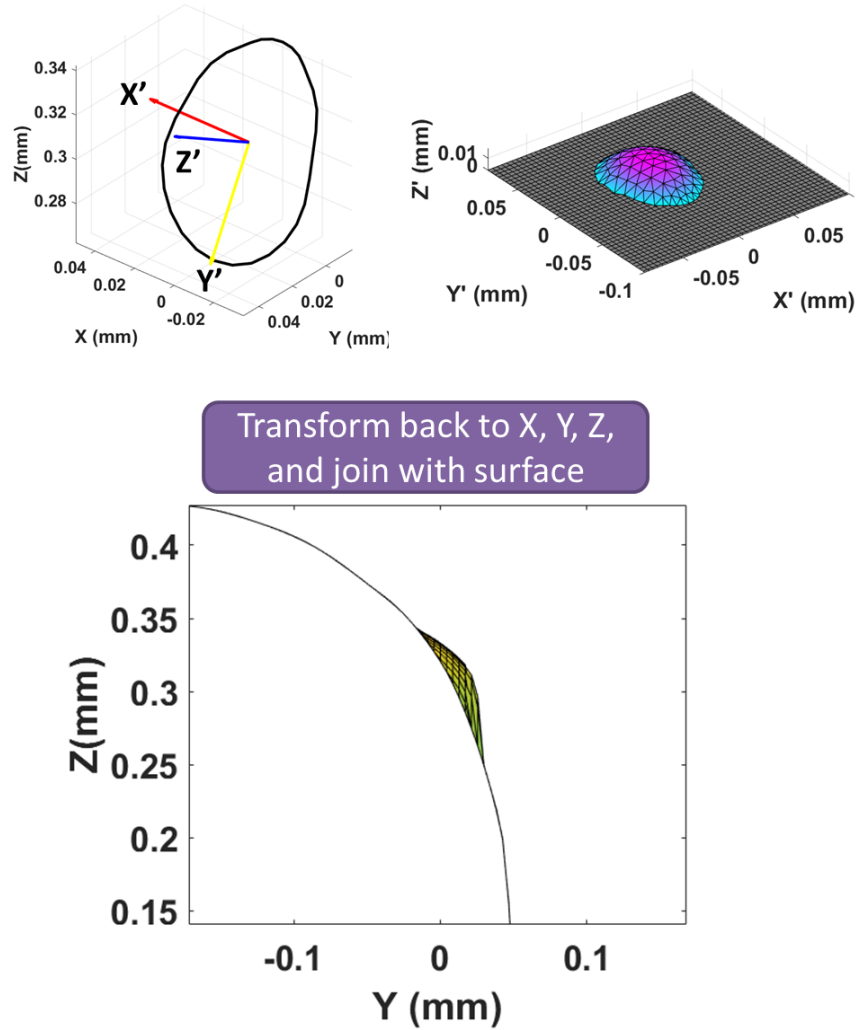 0.34
0.32
0.3
0.28
Z(mm)
X’
Z’
Y’
0.04
0.02
0
-0.02
X (mm)
0
0.02
0.04
Y (mm)
0.01
0
Z' (mm)
0.05
0
-0.05
-0.1
Y' (mm)
0.05
0
-0.05
X' (mm)
Transform back to X, Y, Z,
and join with surface
0.4
0.35
0.3
0.25
0.2
0.15
Z(mm)
-0.1
0
0.1
Y (mm)